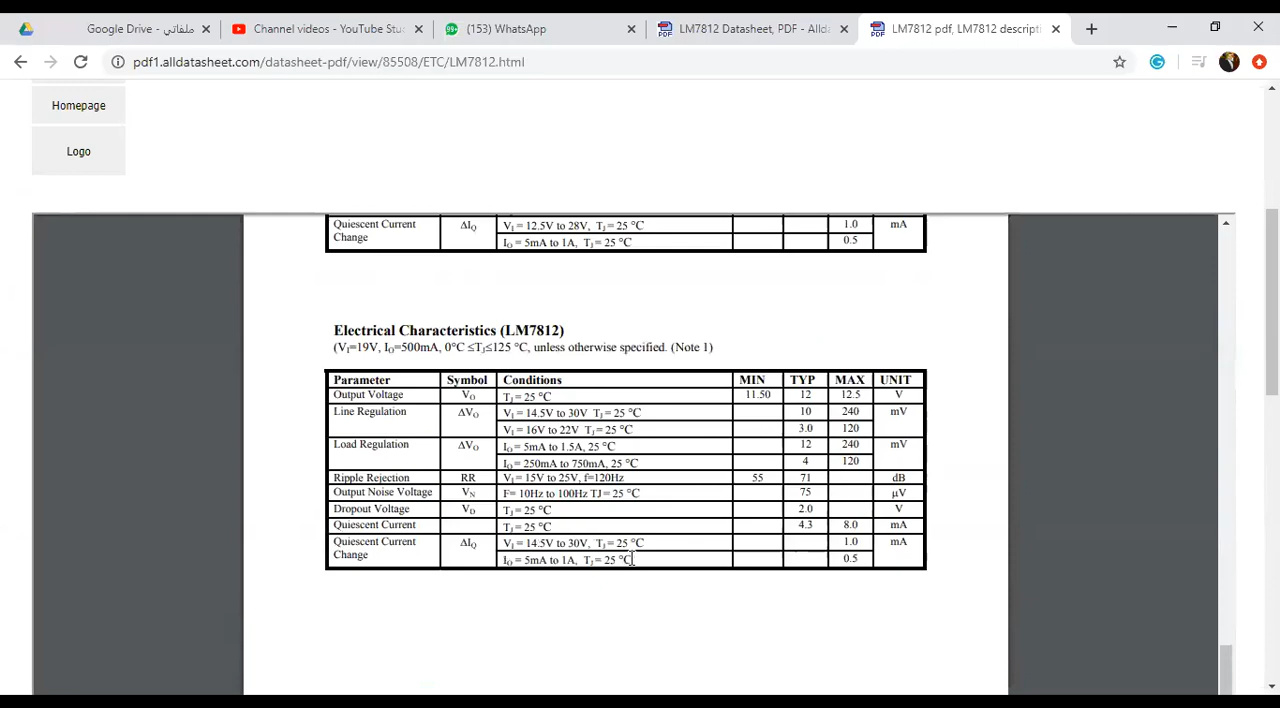 ملفاتي - Google Drive
Channel videos - YouTube Stu
99+ (153) WhatsApp
PDF LM7812 Datasheet, PDF - Allda
PDF LM7812 pdf, LM7812 descripti
pdf1.alldatasheet.com/datasheet-pdf/view/85508/ETC/LM7812.html
Homepage
Logo
Quiescent Current Change ΔIQ VI = 12.5V to 28V, TJ = 25 °C 1.0 mA
IO = 5mA to 1A, TJ = 25 °C 0.5
Electrical Characteristics (LM7812)
(VI=19V, IO=500mA, 0°C ≤TJ≤125 °C, unless otherwise specified. (Note 1)
Parameter Symbol Conditions MIN TYP MAX UNIT
Output Voltage VO TJ = 25 °C 11.50 12 12.5 V
Line Regulation ΔVO VI = 14.5V to 30V TJ = 25 °C 10 240 mV
VI = 16V to 22V TJ = 25 °C 3.0 120
Load Regulation ΔVO IO = 5mA to 1.5A, 25 °C 12 240 mV
IO = 250mA to 750mA, 25 °C 4 120
Ripple Rejection RR VI = 15V to 25V, f=120Hz 55 71 dB
Output Noise Voltage VN F= 10Hz to 100Hz TJ = 25 °C 75 μV
Dropout Voltage VD TJ = 25 °C 2.0 V
Quiescent Current TJ = 25 °C 4.3 8.0 mA
Quiescent Current Change ΔIQ VI = 14.5V to 30V, TJ = 25 °C 1.0 mA
IO = 5mA to 1A, TJ = 25 °C 0.5